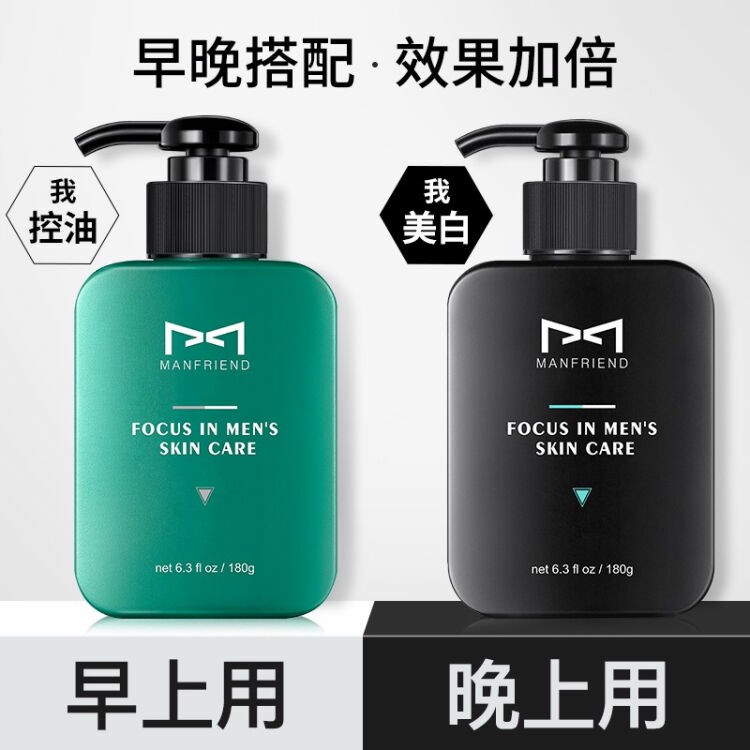 早晚搭配·效果加倍
我
控油
我
美白
MANFRIEND
FOCUS IN MEN'S
SKIN CARE
net 6.3 fl oz / 180g
MANFRIEND
FOCUS IN MEN'S
SKIN CARE
net 6.3 fl oz / 180g
早上用
晚上用